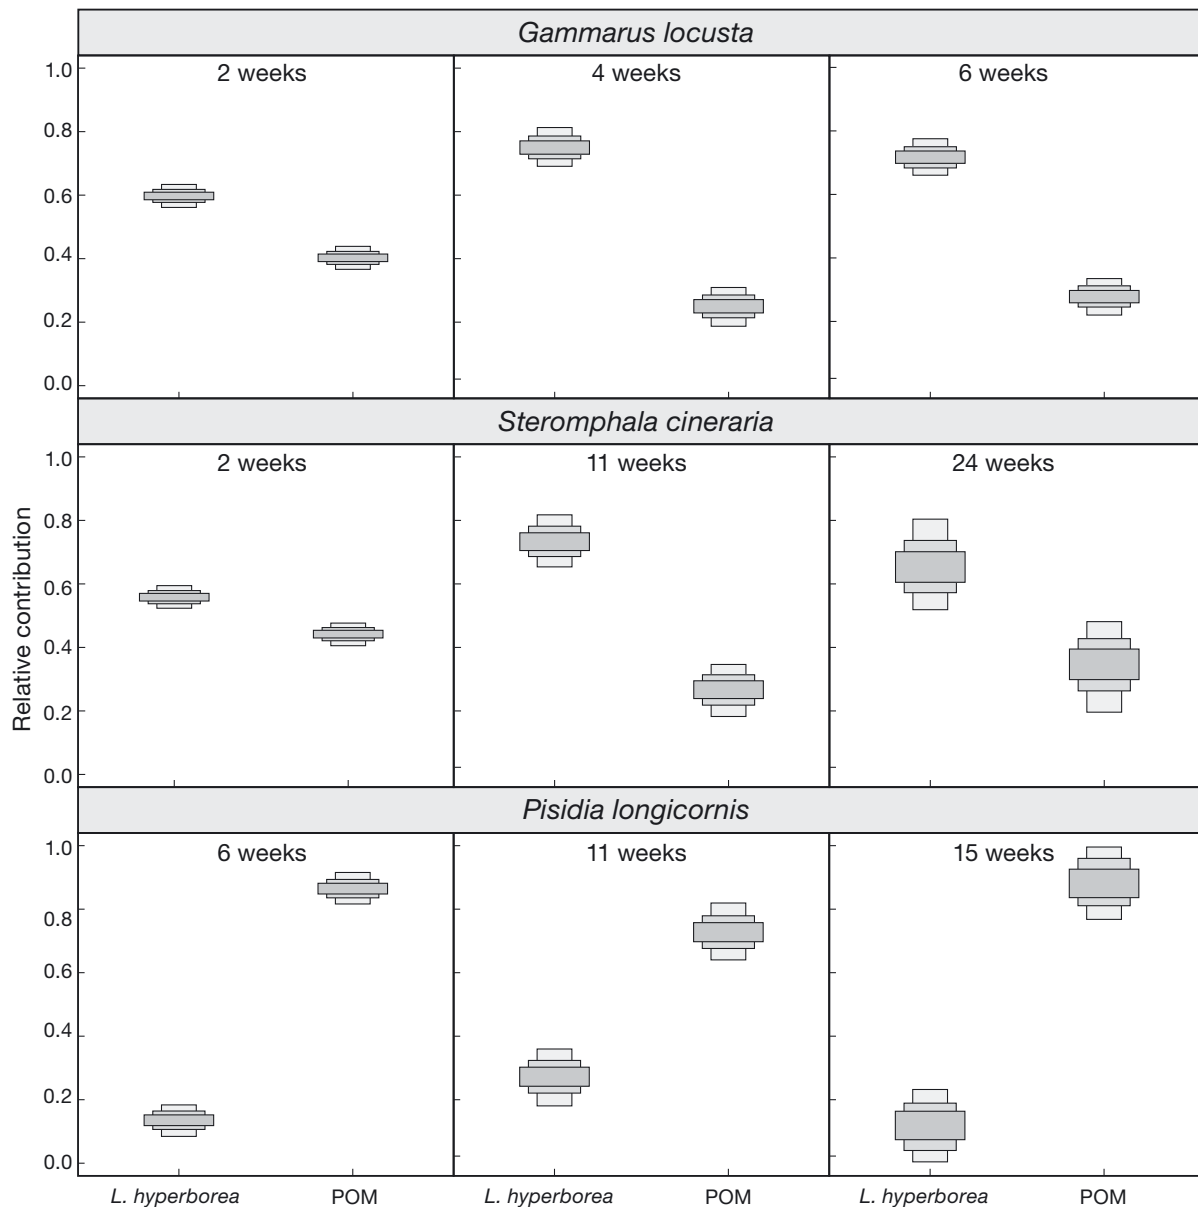 Gammarus locusta
2 weeks 4 weeks 6 weeks
1.0
0.8
0.6
0.4
0.2
0.0
Steromphala cineraria
2 weeks 11 weeks 24 weeks
1.0
0.8
0.6
0.4
0.2
0.0
Relative contribution
Pisidia longicornis
6 weeks 11 weeks 15 weeks
1.0
0.8
0.6
0.4
0.2
0.0
L. hyperborea POM L. hyperborea POM L. hyperborea POM